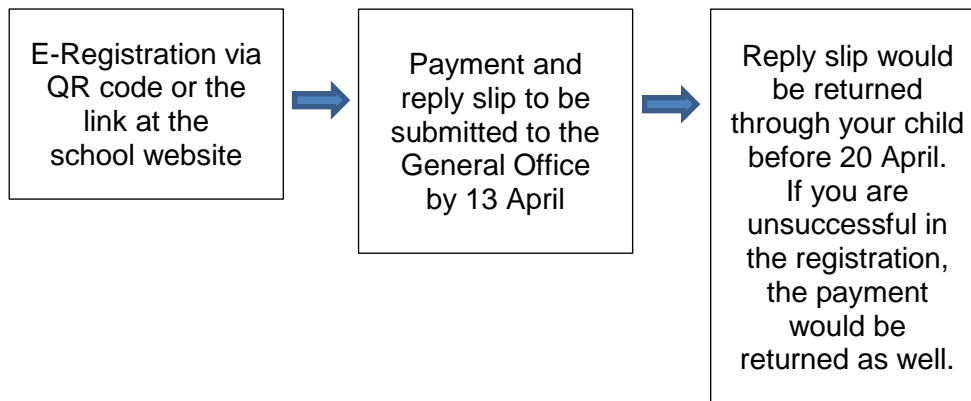 E-Registration via
QR code or the
link at the
school website
Payment and
reply slip to be
submitted to the
General Office
by 13 April
Reply slip would
be returned
through your child
before 20 April.
If you are
unsuccessful in
the registration,
the payment
would be
returned as well.